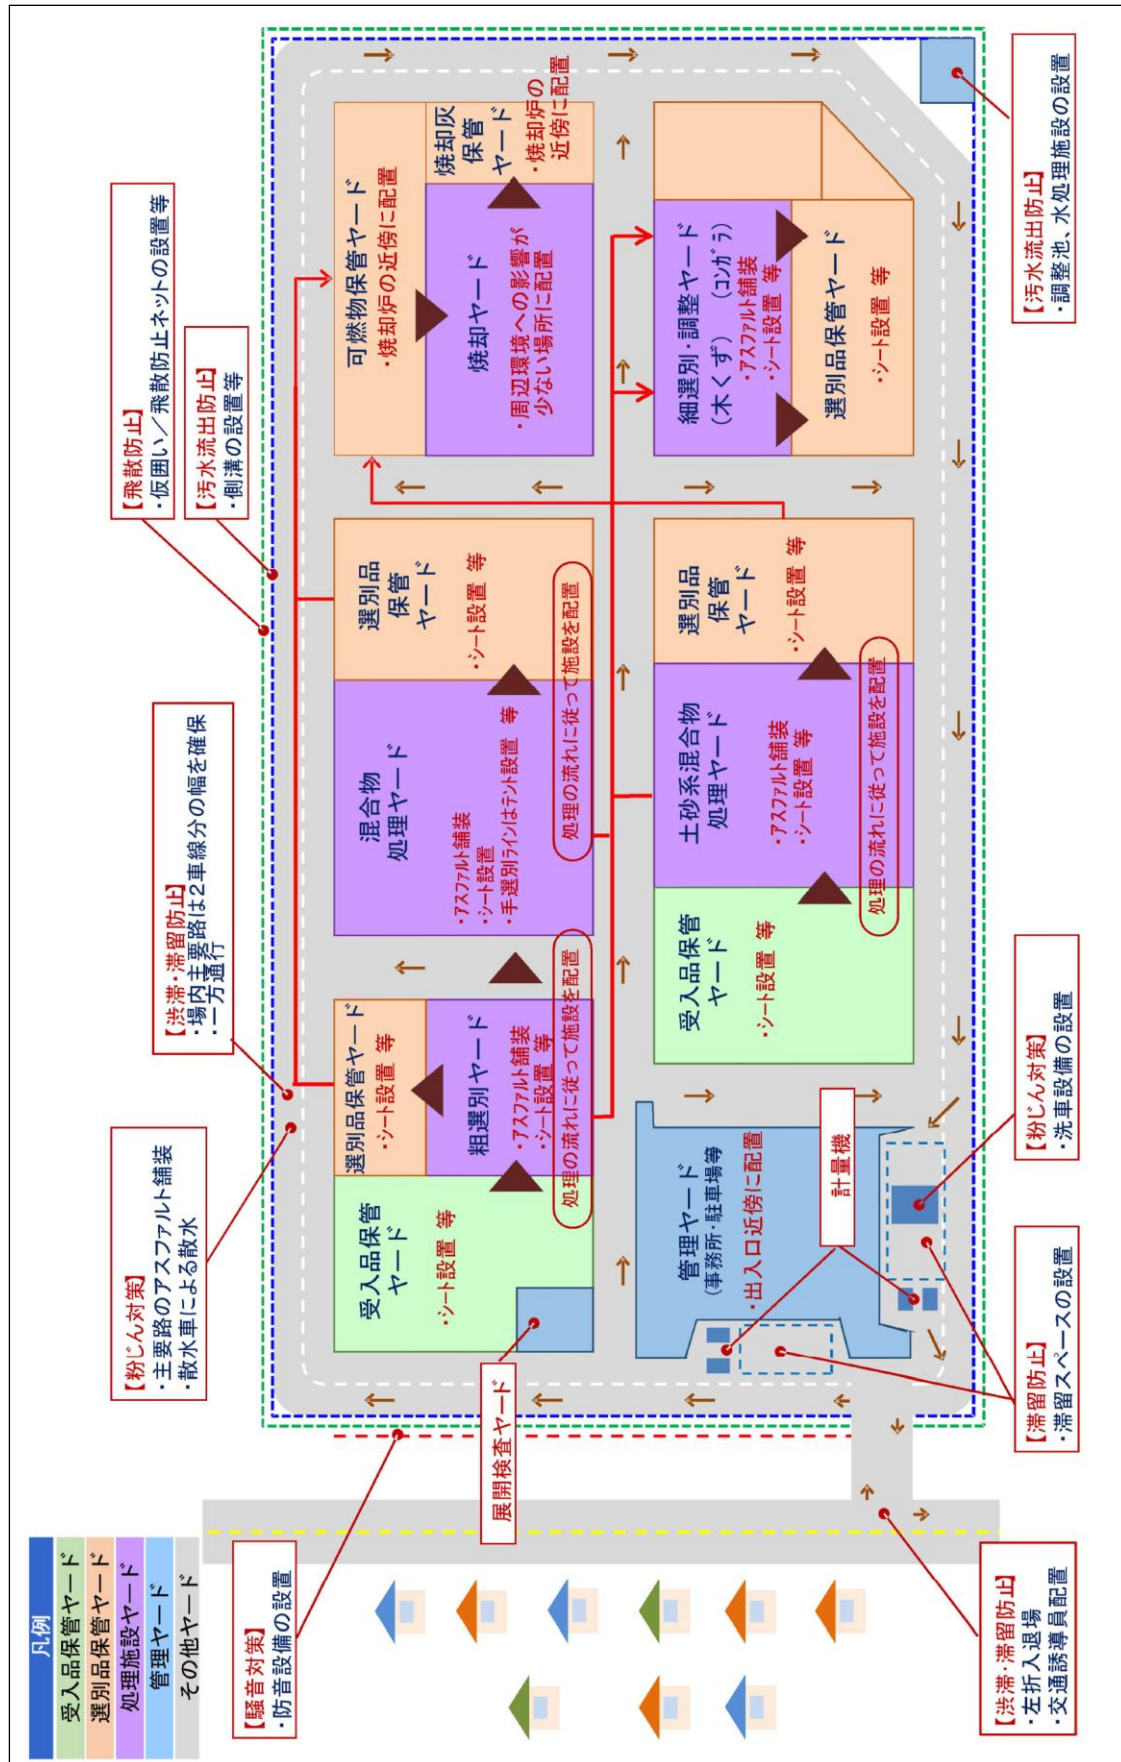 凡例
受入品保管ヤード
選別品保管ヤード
処理施設ヤード
管理ヤード
その他ヤード
【粉じん対策】
・主要路のアスファルト舗装
・散水車による散水
【渋滞・滞留防止】
・場内主要路は2車線分の幅を確保
・一方通行
【飛散防止】
・仮囲い／飛散防止ネットの設置等
【汚水流出防止】
・側溝の設置等
【騒音対策】
・防音設備の設置
展開検査ヤード
受入品保管
ヤード
・シート設置 等
選別品保管ヤード
・シート設置 等
粗選別ヤード
・アスファルト舗装
・シート設置 等
処理の流れに従って施設を配置
混合物
処理ヤード
・アスファルト舗装
・シート設置
・手選別ラインはテント設置 等
処理の流れに従って施設を配置
選別品
保管
ヤード
・シート設置 等
可燃物保管ヤード
・焼却炉の近傍に配置
焼却ヤード
・周辺環境への影響が
少ない場所に配置
焼却灰
保管
ヤード
・焼却炉の
近傍に配置
管理ヤード
(事務所・駐車場等)
・出入口近傍に配置
計量機
受入品保管
ヤード
・シート設置 等
土砂系混合物
処理ヤード
・アスファルト舗装
・シート設置 等
処理の流れに従って施設を配置
選別品
保管
ヤード
・シート設置 等
細選別・調整ヤード
(木くず) (コンガラ)
・アスファルト舗装
・シート設置 等
選別品保管ヤード
・シート設置 等
【渋滞・滞留防止】
・左折入退場
・交通誘導員配置
【滞留防止】
・滞留スペースの設置
【粉じん対策】
・洗車設備の設置
【汚水流出防止】
・調整池、水処理施設の設置